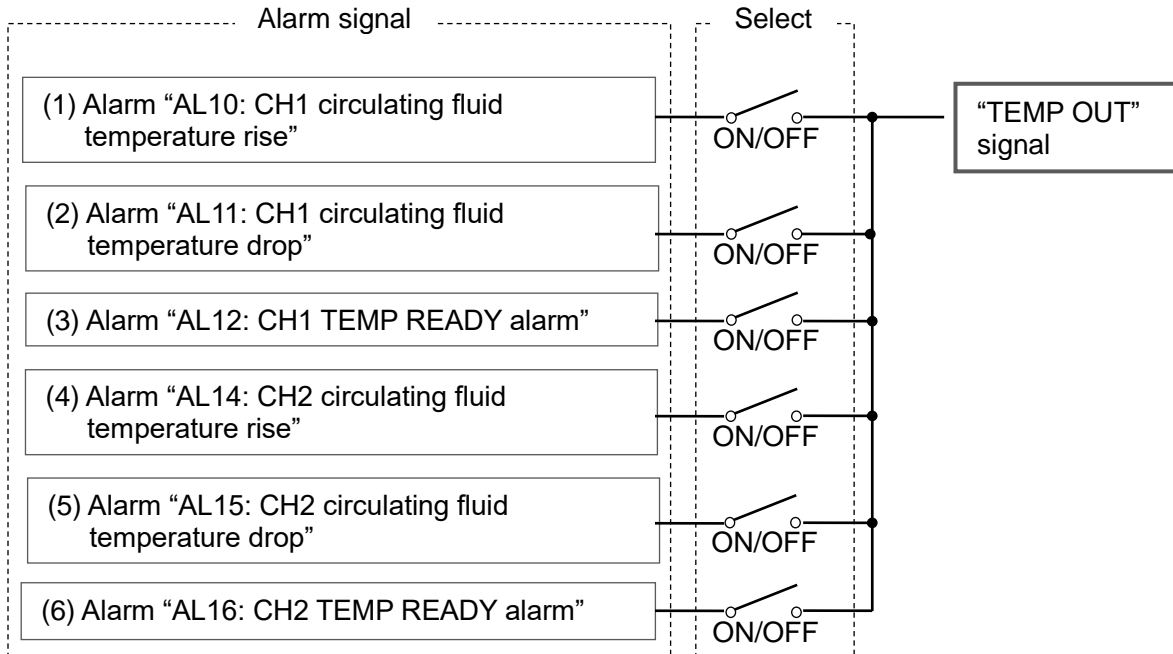 Alarm signal
Select
(1) Alarm “AL10: CH1 circulating fluid
temperature rise”
ON/OFF
“TEMP OUT”
signal
(2) Alarm “AL11: CH1 circulating fluid
temperature drop”
ON/OFF
(3) Alarm “AL12: CH1 TEMP READY alarm”
ON/OFF
(4) Alarm “AL14: CH2 circulating fluid
temperature rise”
ON/OFF
(5) Alarm “AL15: CH2 circulating fluid
temperature drop”
ON/OFF
(6) Alarm “AL16: CH2 TEMP READY alarm”
ON/OFF